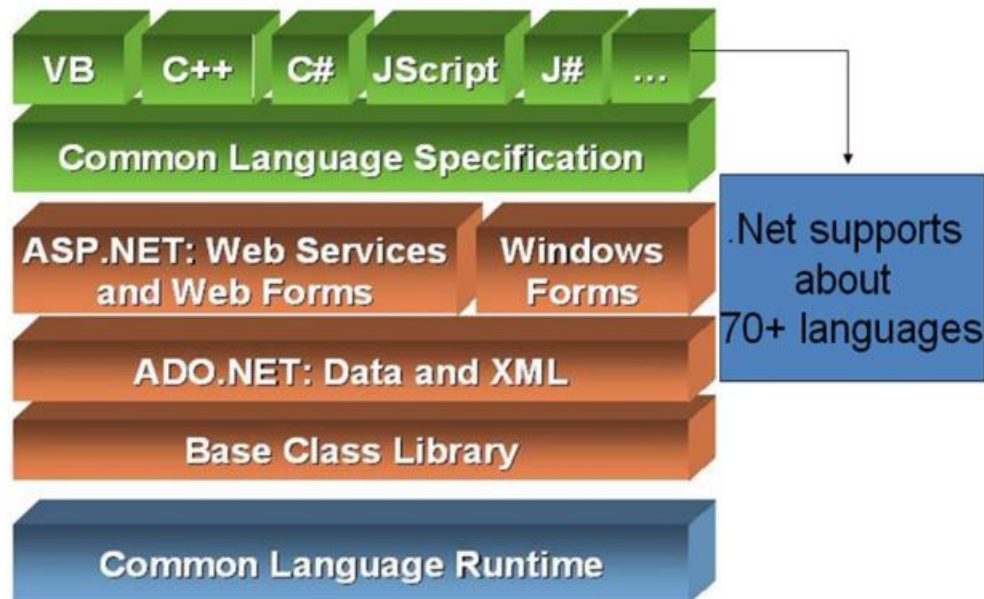 VB
C++
C#
JScript
J#
...
Common Language Specification
ASP.NET: Web Services
and Web Forms
Windows
Forms
.Net supports
about
70+ languages
ADO.NET: Data and XML
Base Class Library
Common Language Runtime